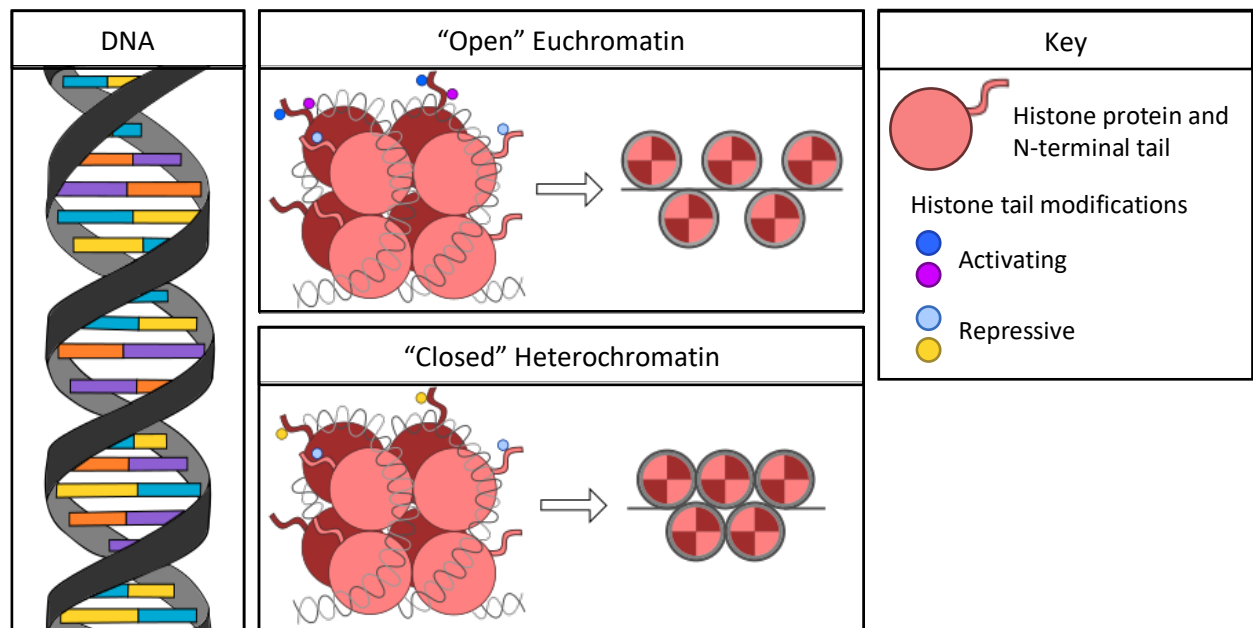 DNA
“Open” Euchromatin
“Closed” Heterochromatin
Key
Histone protein and
N-terminal tail
Histone tail modifications
Activating
Repressive